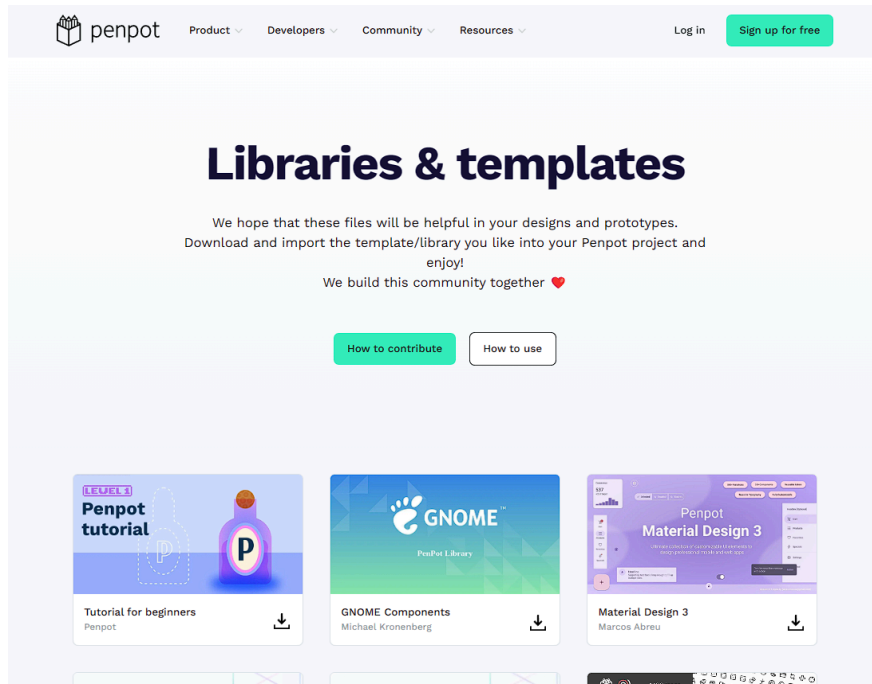 penpot
Product
Developers
Community
Resources
Log in
Sign up for free
Libraries & templates
We hope that these files will be helpful in your designs and prototypes.
Download and import the template/library you like into your Penpot project and
enjoy!
We build this community together ❤️
How to contribute
How to use
LEVEL 1
Penpot
tutorial
P
P
GNOME™
PenPot Library
Penpot
Material Design 3
Tutorial for beginners
Penpot
GNOME Components
Michael Kronenberg
Material Design 3
Marcos Abreu